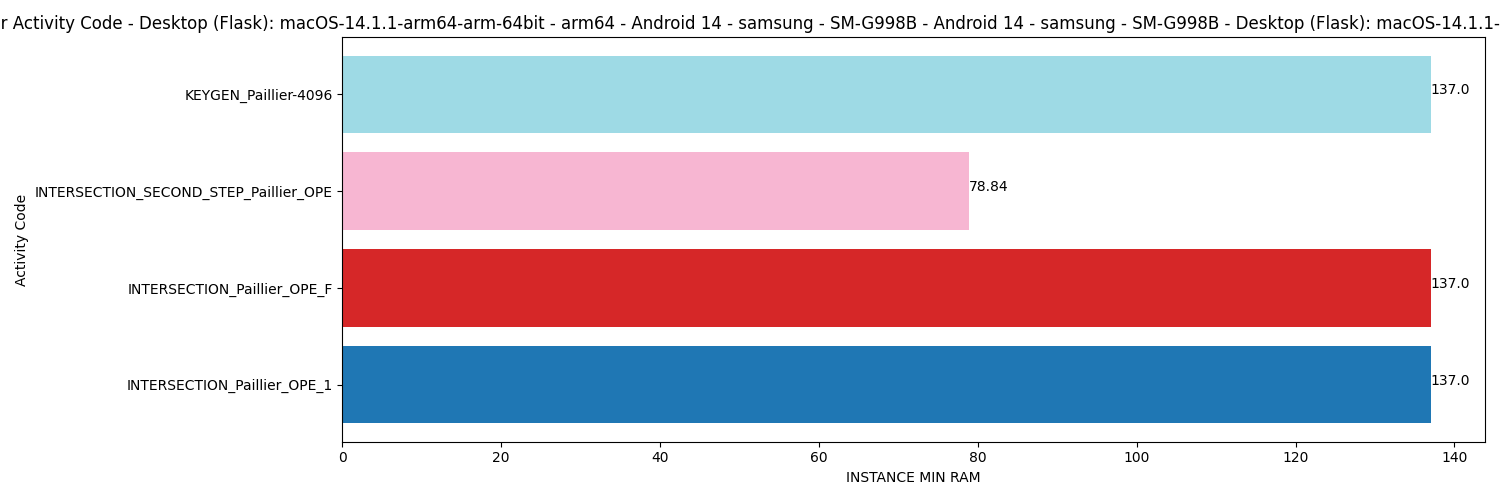 r Activity Code - Desktop (Flask): macOS-14.1.1-arm64-arm-64bit - arm64 - Android 14 - samsung - SM-G998B - Android 14 - samsung - SM-G998B - Desktop (Flask): macOS-14.1.1-
KEYGEN_Paillier-4096
137.0
INTERSECTION_SECOND_STEP_Paillier_OPE
78.84
INTERSECTION_Paillier_OPE_F
137.0
INTERSECTION_Paillier_OPE_1
137.0
Activity Code
0 20 40 60 80 100 120 140
INSTANCE MIN RAM